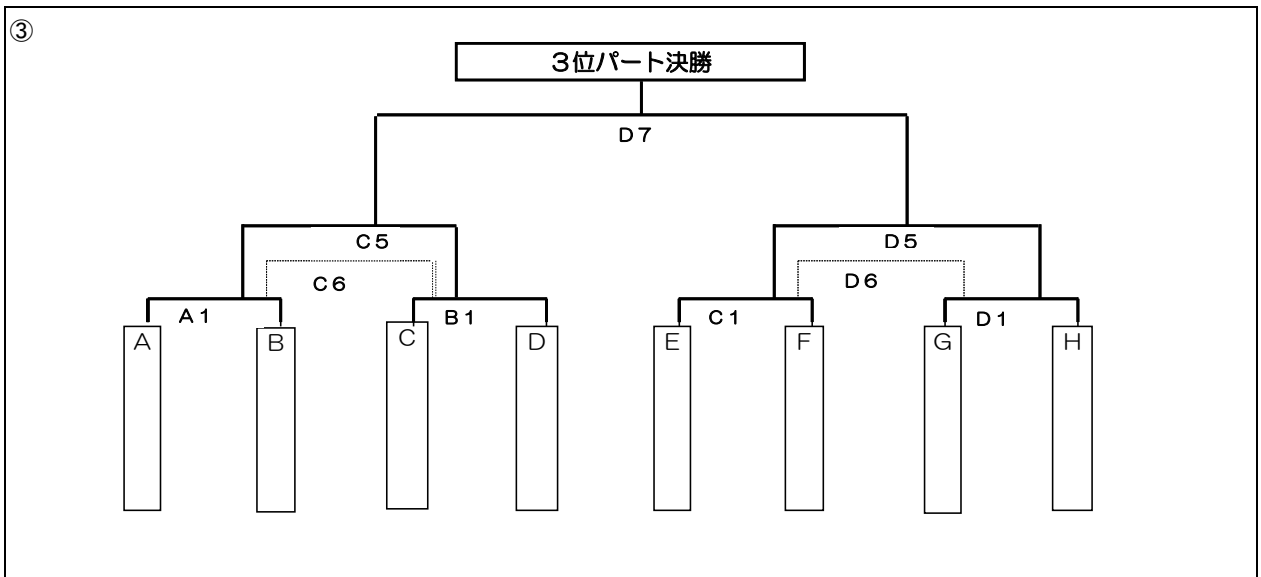 ③
３位パート決勝
Ｄ７
Ｃ５ Ｄ５
Ｃ６ Ｄ６
Ａ１ Ｂ１ Ｃ１ Ｄ１
Ａ Ｂ Ｃ Ｄ Ｅ Ｆ Ｇ Ｈ